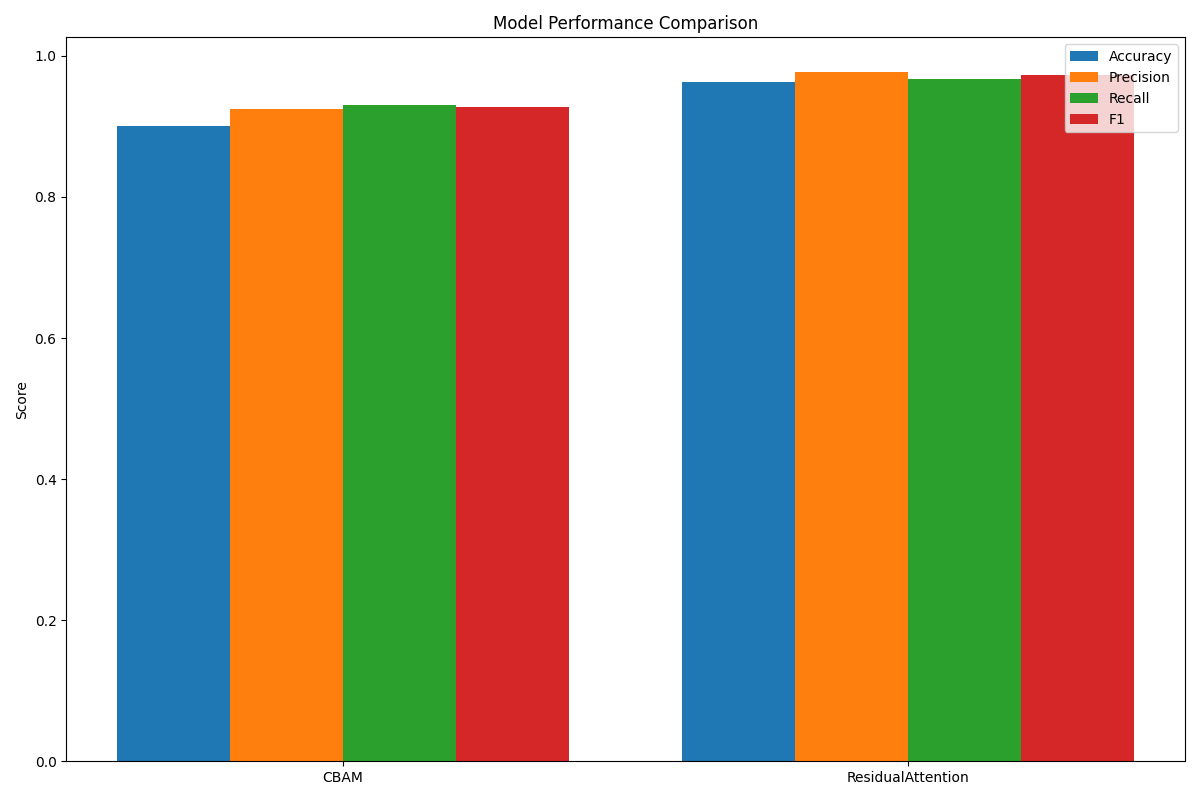 Model Performance Comparison
Score
1.0
0.8
0.6
0.4
0.2
0.0
Accuracy
Precision
Recall
F1
CBAM
ResidualAttention